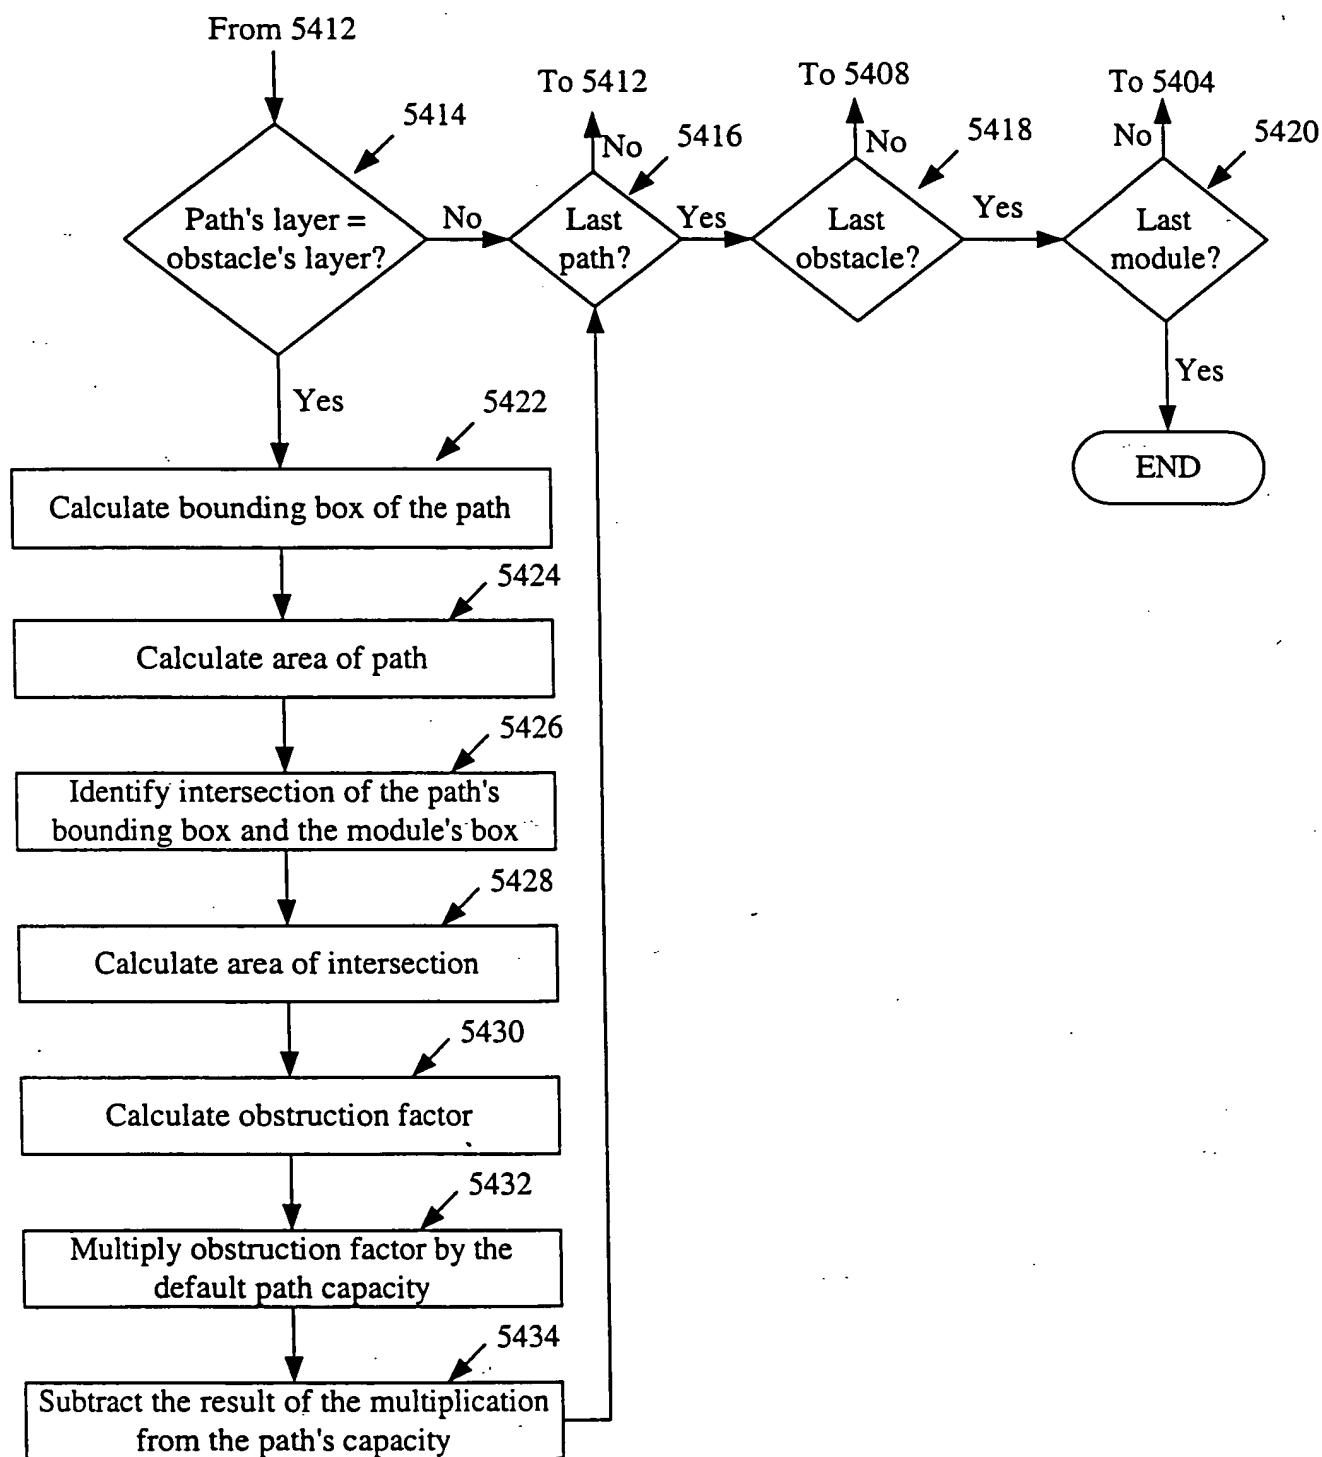 From 5412
To 5412
To 5408
To 5404
5414
No
5416
No
5418
No
5420
Path's layer =
obstacle's layer?
No
Last
path?
Yes
Last
obstacle?
Yes
Last
module?
Yes
END
Yes
5422
Calculate bounding box of the path
5424
Calculate area of path
5426
Identify intersection of the path's
bounding box and the module's box
5428
Calculate area of intersection
5430
Calculate obstruction factor
5432
Multiply obstruction factor by the
default path capacity
5434
Subtract the result of the multiplication
from the path's capacity